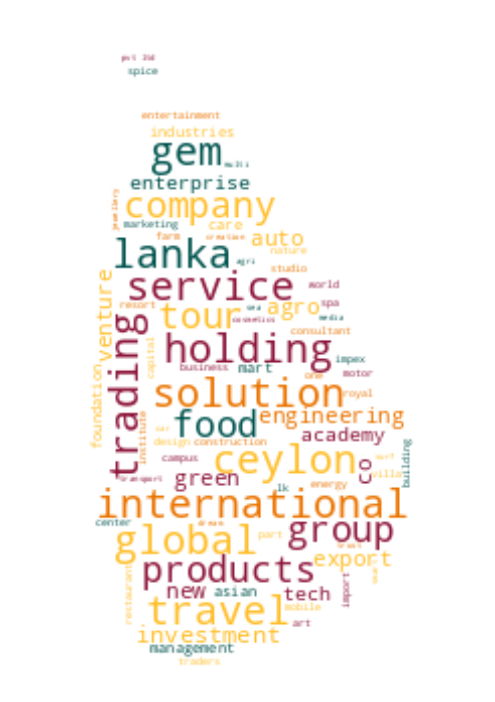 pvt ltd
spice
entertainment
industries
gem
multi
enterprise
jewellery
company
marketing
care
farm
creation
auto
nature
lanka
agri
studio
service
world
venture
resort
tour
sea
agro
spa
media
cosmetics
consultant
trading
holding
capital
impex
business
mart
one
motor
solution
royal
foundation
food
engineering
institute
design
construction
academy
building
ceylon
campus
co
villa
transport
green
energy
lk
international
center
dream
group
global
part
trust
export
products
restaurant
new
asian
tech
import
travel
mobile
art
investment
management
traders